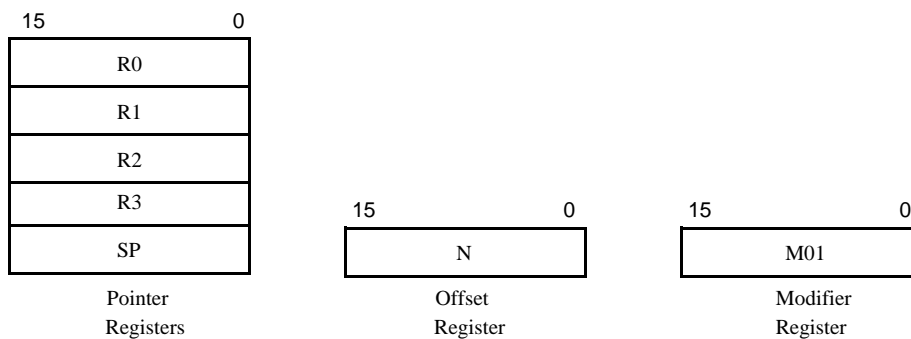 15 0
R0
R1
R2
R3
SP
Pointer
Registers
15 0
N
Offset
Register
15 0
M01
Modifier
Register